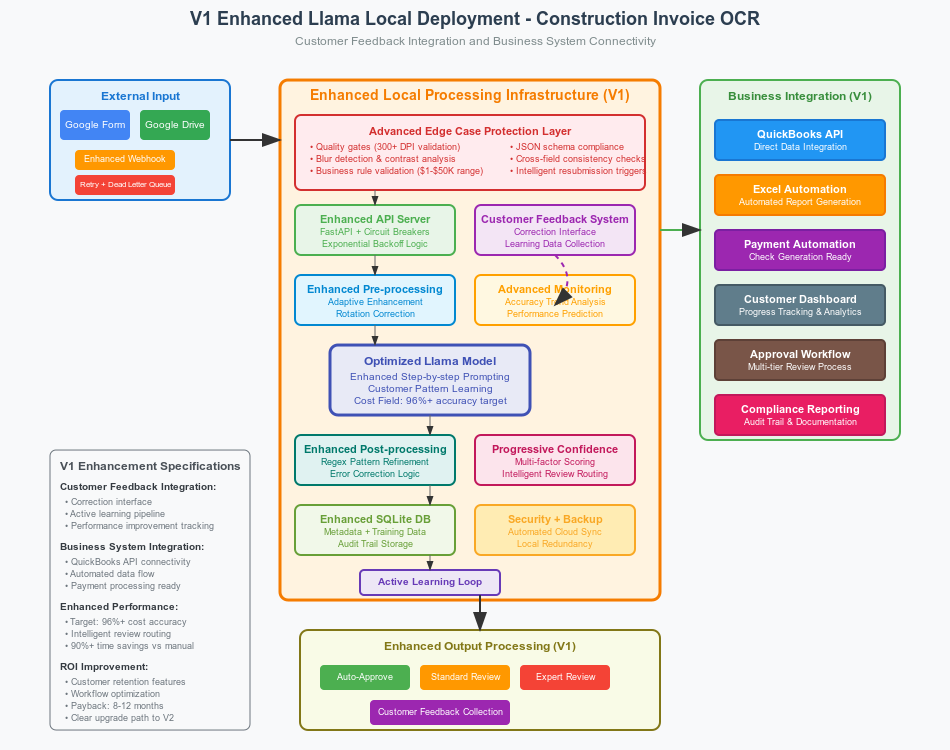 V1 Enhanced Llama Local Deployment - Construction Invoice OCR
Customer Feedback Integration and Business System Connectivity
External Input
Google Form
Google Drive
Enhanced Webhook
Retry + Dead Letter Queue
Enhanced Local Processing Infrastructure (V1)
Advanced Edge Case Protection Layer
• Quality gates (300+ DPI validation)
• Blur detection & contrast analysis
• Business rule validation ($1-$50K range)
• JSON schema compliance
• Cross-field consistency checks
• Intelligent resubmission triggers
Enhanced API Server
FastAPI + Circuit Breakers
Exponential Backoff Logic
Customer Feedback System
Correction Interface
Learning Data Collection
Enhanced Pre-processing
Adaptive Enhancement
Rotation Correction
Advanced Monitoring
Accuracy Trend Analysis
Performance Prediction
Optimized Llama Model
Enhanced Step-by-step Prompting
Customer Pattern Learning
Cost Field: 96%+ accuracy target
Enhanced Post-processing
Regex Pattern Refinement
Error Correction Logic
Progressive Confidence
Multi-factor Scoring
Intelligent Review Routing
Enhanced SQLite DB
Metadata + Training Data
Audit Trail Storage
Security + Backup
Automated Cloud Sync
Local Redundancy
Active Learning Loop
Business Integration (V1)
QuickBooks API
Direct Data Integration
Excel Automation
Automated Report Generation
Payment Automation
Check Generation Ready
Customer Dashboard
Progress Tracking & Analytics
Approval Workflow
Multi-tier Review Process
Compliance Reporting
Audit Trail & Documentation
V1 Enhancement Specifications
Customer Feedback Integration:
• Correction interface
• Active learning pipeline
• Performance improvement tracking
Business System Integration:
• QuickBooks API connectivity
• Automated data flow
• Payment processing ready
Enhanced Performance:
• Target: 96%+ cost accuracy
• Intelligent review routing
• 90%+ time savings vs manual
ROI Improvement:
• Customer retention features
• Workflow optimization
• Payback: 8-12 months
• Clear upgrade path to V2
Enhanced Output Processing (V1)
Auto-Approve
Standard Review
Expert Review
Customer Feedback Collection